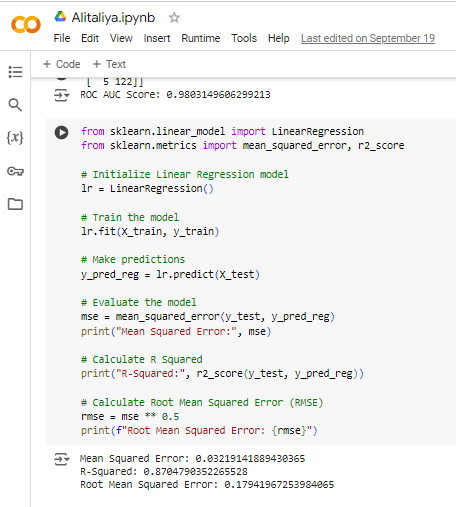 Alitaliya.ipynb
File Edit View Insert Runtime Tools Help Last edited on September 19
+ Code + Text
[ 5 122]]
ROC AUC Score: 0.9803149606299213
from sklearn.linear_model import LinearRegression
from sklearn.metrics import mean_squared_error, r2_score
# Initialize Linear Regression model
lr = LinearRegression()
# Train the model
lr.fit(X_train, y_train)
# Make predictions
y_pred_reg = lr.predict(X_test)
# Evaluate the model
mse = mean_squared_error(y_test, y_pred_reg)
print("Mean Squared Error:", mse)
# Calculate R Squared
print("R-Squared:", r2_score(y_test, y_pred_reg))
# Calculate Root Mean Squared Error (RMSE)
rmse = mse ** 0.5
print(f"Root Mean Squared Error: {rmse}")
Mean Squared Error: 0.03219141889430365
R-Squared: 0.8704790352265528
Root Mean Squared Error: 0.17941967253984065